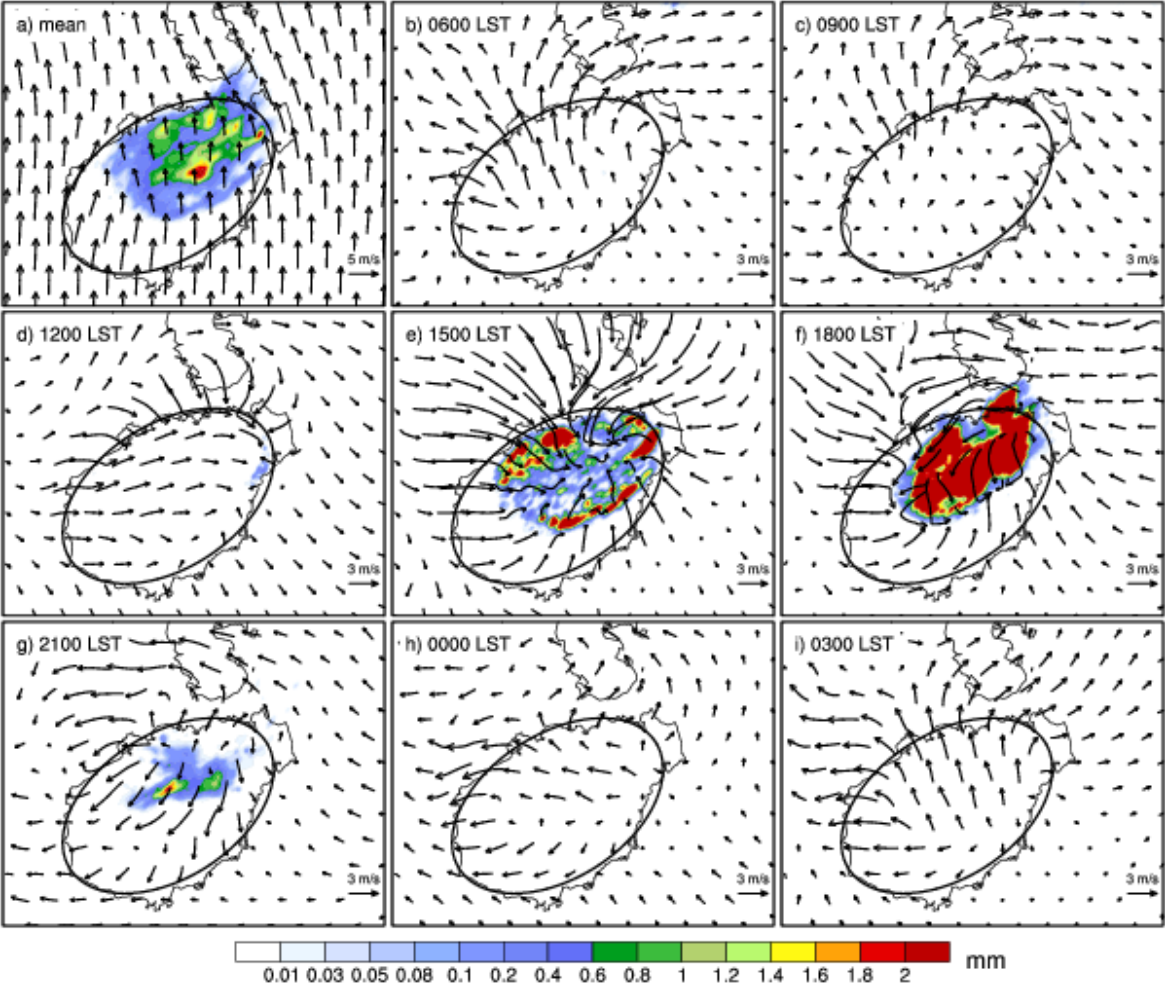 a) mean
b) 0600 LST
c) 0900 LST
5 m/s
3 m/s
3 m/s
d) 1200 LST
e) 1500 LST
f) 1800 LST
3 m/s
3 m/s
3 m/s
g) 2100 LST
h) 0000 LST
i) 0300 LST
3 m/s
3 m/s
3 m/s
0.01 0.03 0.05 0.08 0.1 0.2 0.4 0.6 0.8 1 1.2 1.4 1.6 1.8 2 mm